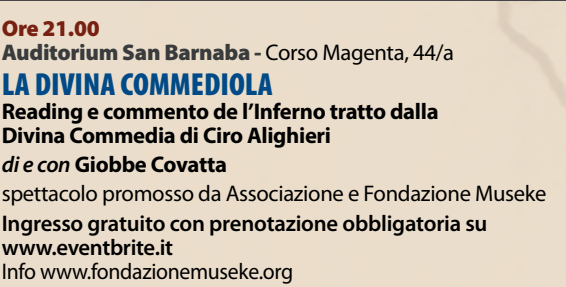 Ore 21.00
Auditorium San Barnaba - Corso Magenta, 44/a
LA DIVINA COMMEDIOLA
Reading e commento de l'Inferno tratto dalla
Divina Commedia di Ciro Alighieri
di e con Giobbe Covatta
spettacolo promosso da Associazione e Fondazione Museke
Ingresso gratuito con prenotazione obbligatoria su
www.eventbrite.it
Info www.fondazionemuseke.org